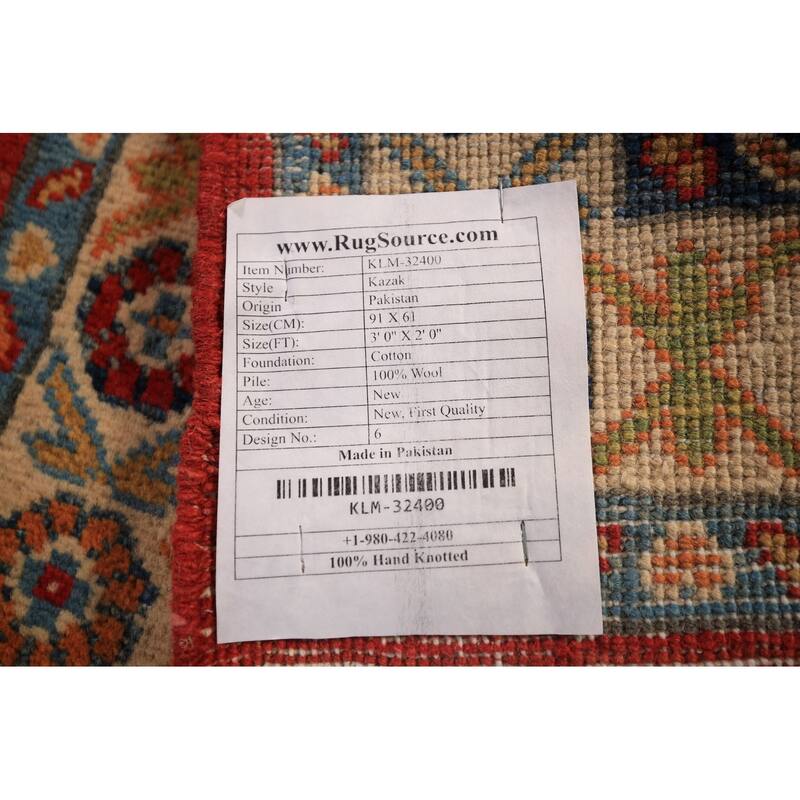 www.RugSource.com
Item Number: KLM-32400
Style Kazak
Origin Pakistan
Size(CM): 91 X 61
Size(FT): 3' 0" X 2' 0"
Foundation: Cotton
Pile: 100% Wool
Age: New
Condition: New, First Quality
Design No.: 6
Made in Pakistan
KLM-32400
+1-980-422-4080
100% Hand Knotted